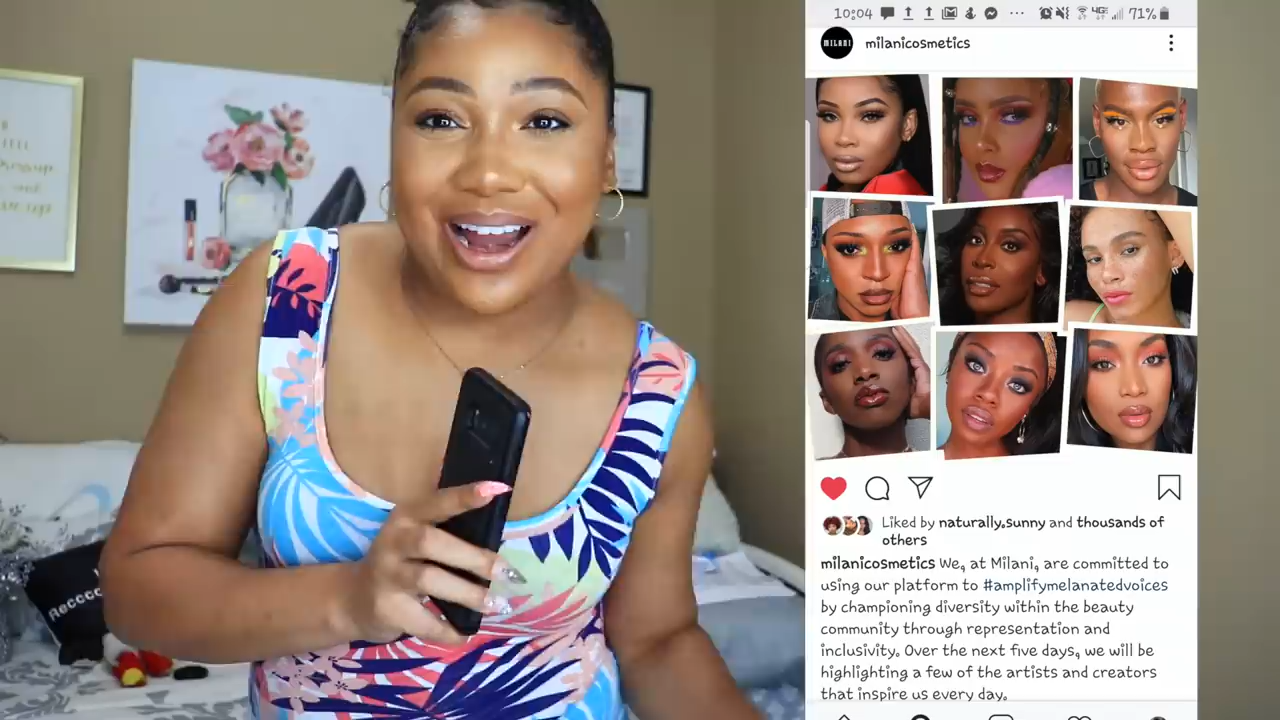 10:04
4G
71%
MILANI
milanicosmetics
Liked by naturally.sunny and thousands of
others
milanicosmetics We, at Milani, are committed to
using our platform to #amplifymelanatedvoices
by championing diversity within the beauty
community through representation and
inclusivity. Over the next five days, we will be
highlighting a few of the artists and creators
that inspire us every day.